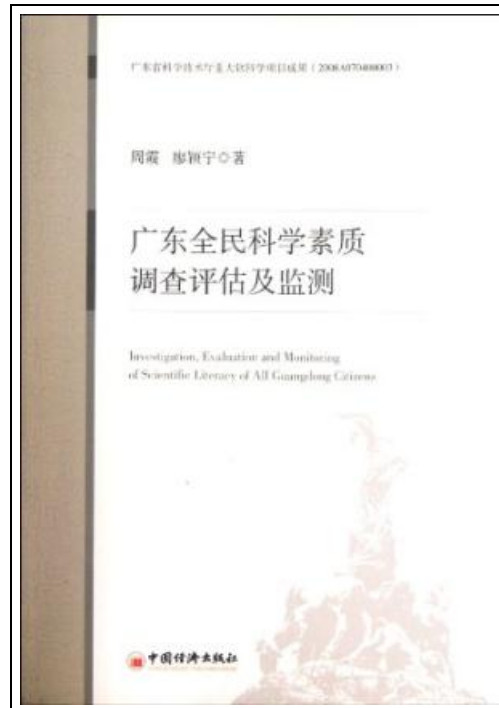 广东省科学技术厅重大软科学项目成果(2008A070400003)
周霞 廖颖宁◎著
广东全民科学素质
调查评估及监测
Investigation, Evaluation and Monitoring
of Scientific Literacy of All Guangdong Citizens
中国经济出版社